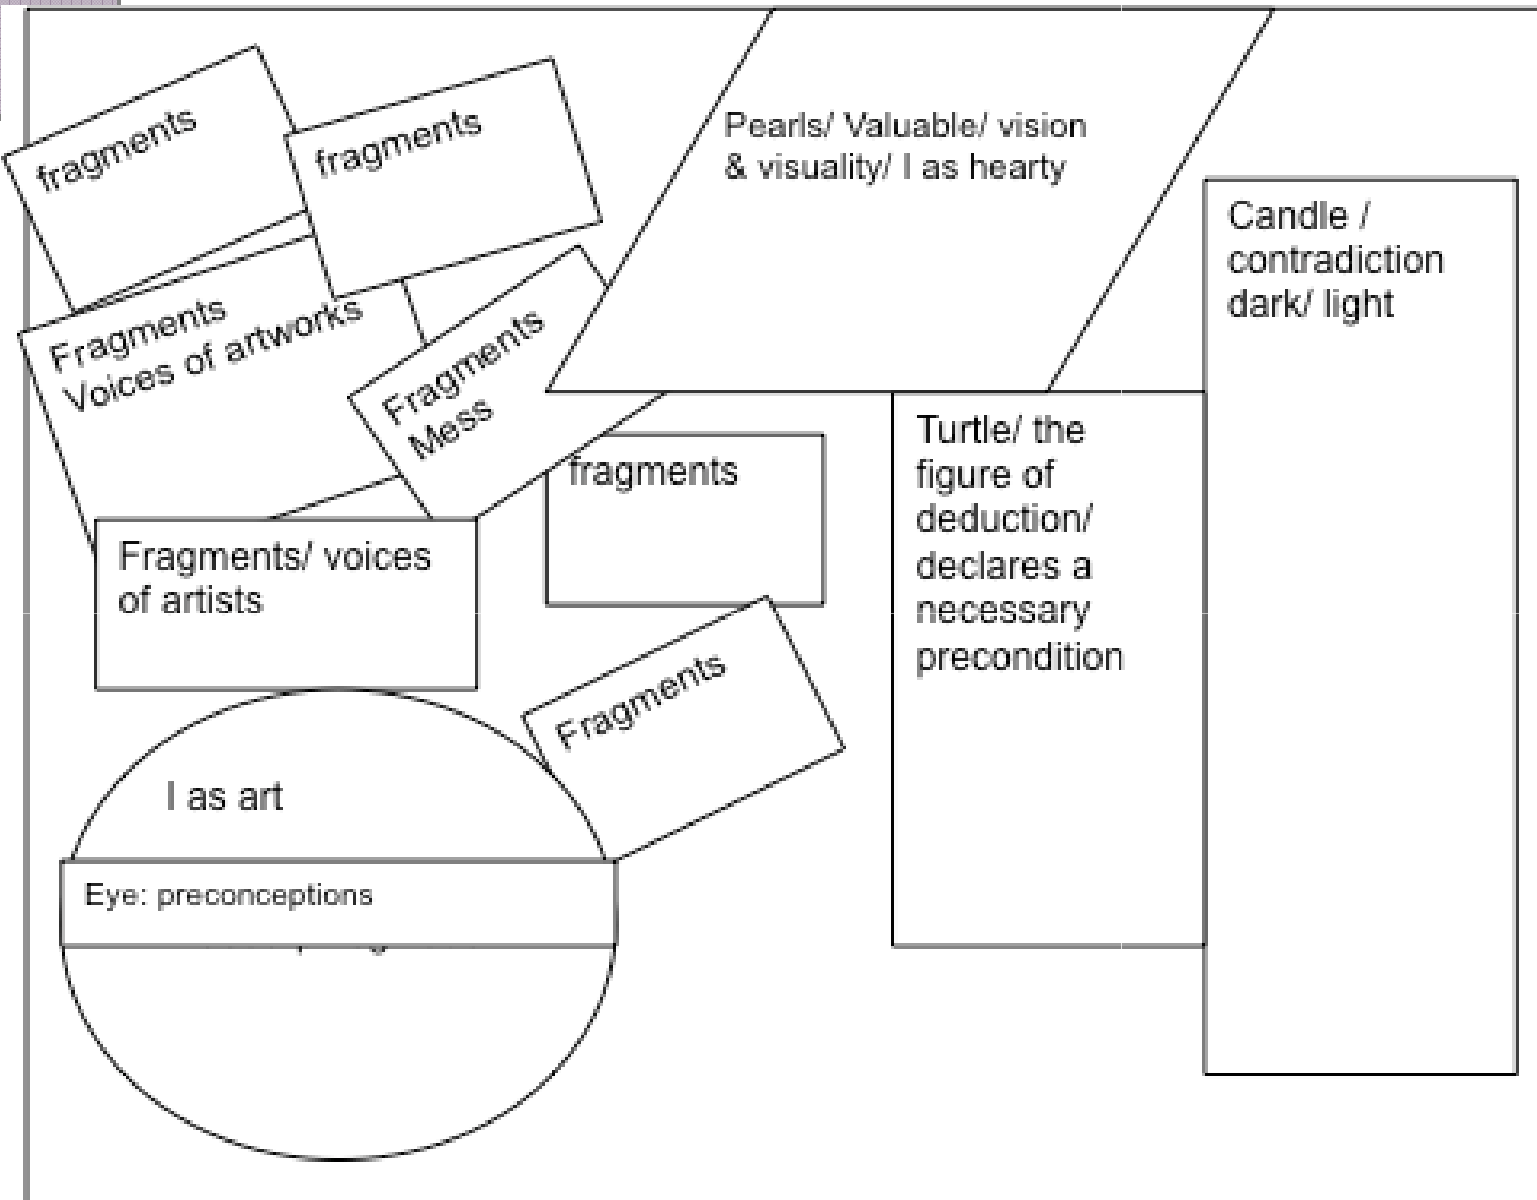 fragments
fragments
Pearls/ Valuable/ vision
& visuality/ I as hearty
Candle /
contradiction
dark/ light
Fragments
Voices of artworks
Fragments
Mess
fragments
Turtle/ the
figure of
deduction/
declares a
necessary
precondition
Fragments/ voices
of artists
Fragments
I as art
Eye: preconceptions